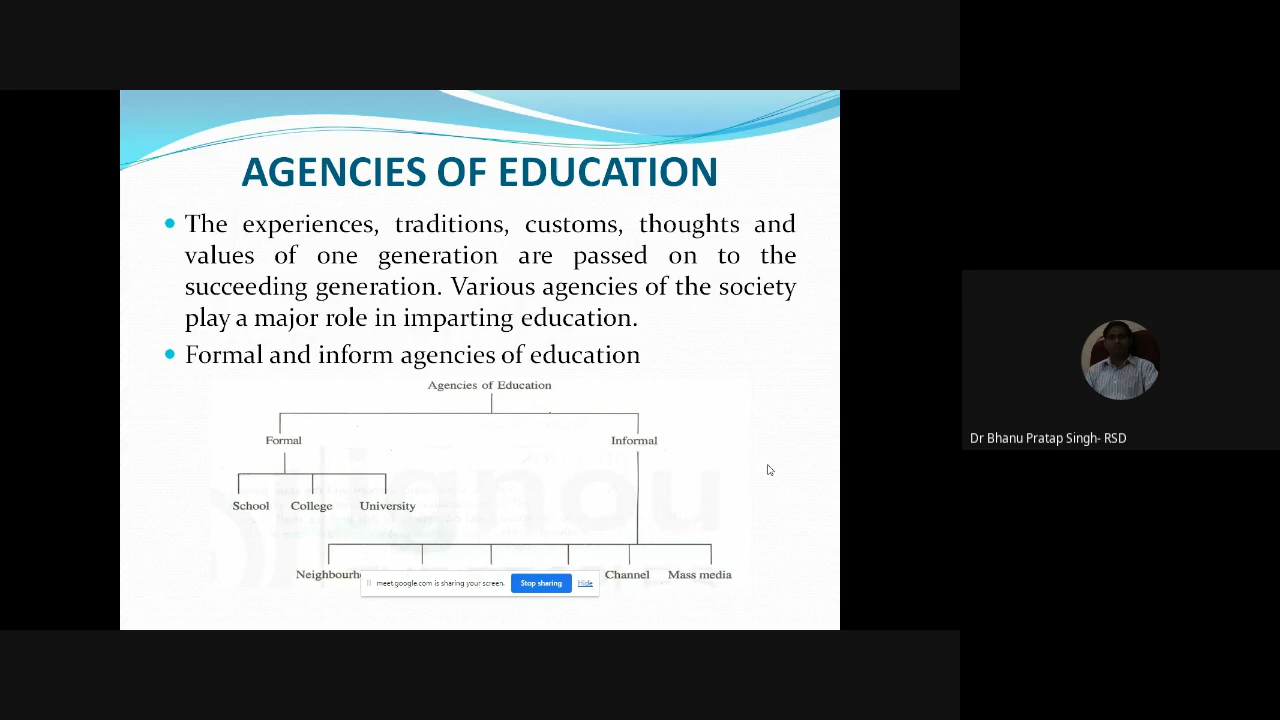 AGENCIES OF EDUCATION
The experiences, traditions, customs, thoughts and
values of one generation are passed on to the
succeeding generation. Various agencies of the society
play a major role in imparting education.
Formal and inform agencies of education
Agencies of Education
Formal Informal
School College University
Channel Mass media
meet.google.com is sharing your screen. Stop sharing Hide
Dr Bhanu Pratap Singh- RSD
ignou